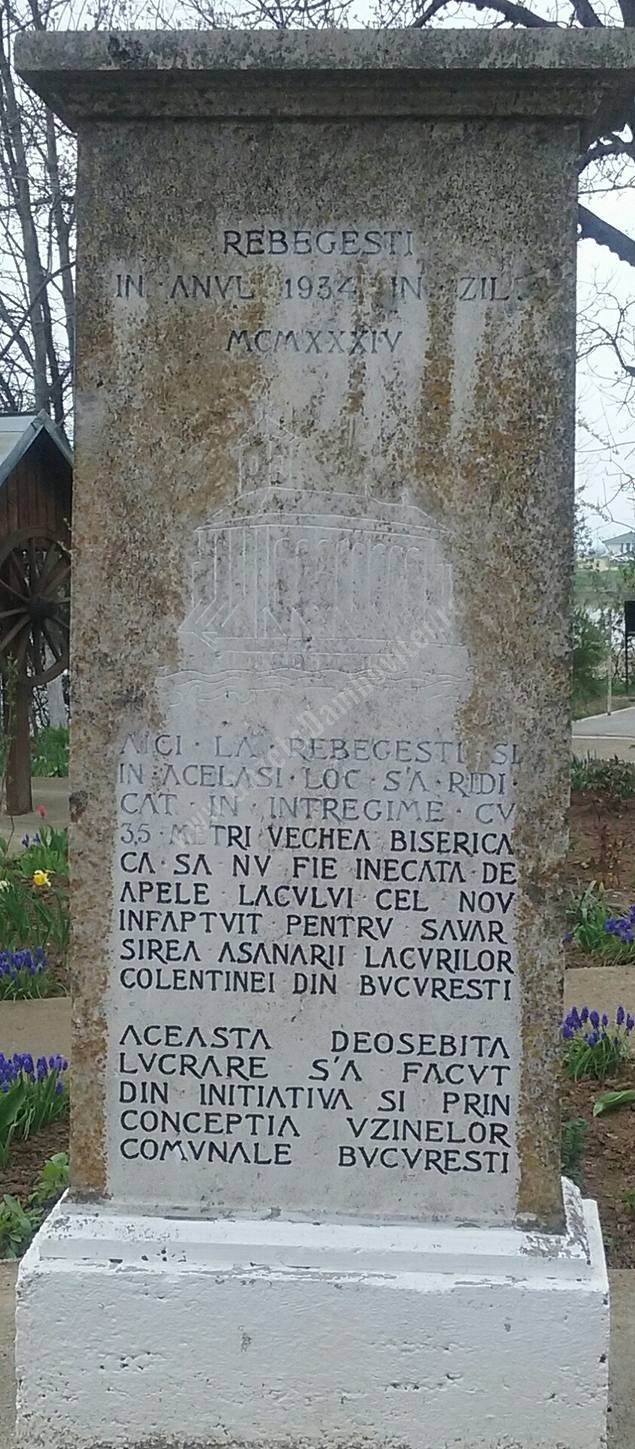 REBEGESTI
IN · ANVL · 1934 · IN · ZIL
MCMXXXIV
AICI · LA · REBEGESTI · SI
IN · ACELASI · LOC · S'A · RIDI
CAT · IN · INTREGIME · CV
3,5 · METRI VECHEA BISERICA
CA · SA · NV · FIE INECATA · DE
APELE LACVLVI CEL NOV
INFAPTVIT PENTRV SAVAR
SIREA ASANARII LACVRILOR
COLENTINEI DIN BVCVRESTI
ACEASTA DEOSEBITA
LVCRARE S'A FACVT
DIN INITIATIVA SI PRIN
CONCEPTIA VZINELOR
COMVNALE BVCVRESTI